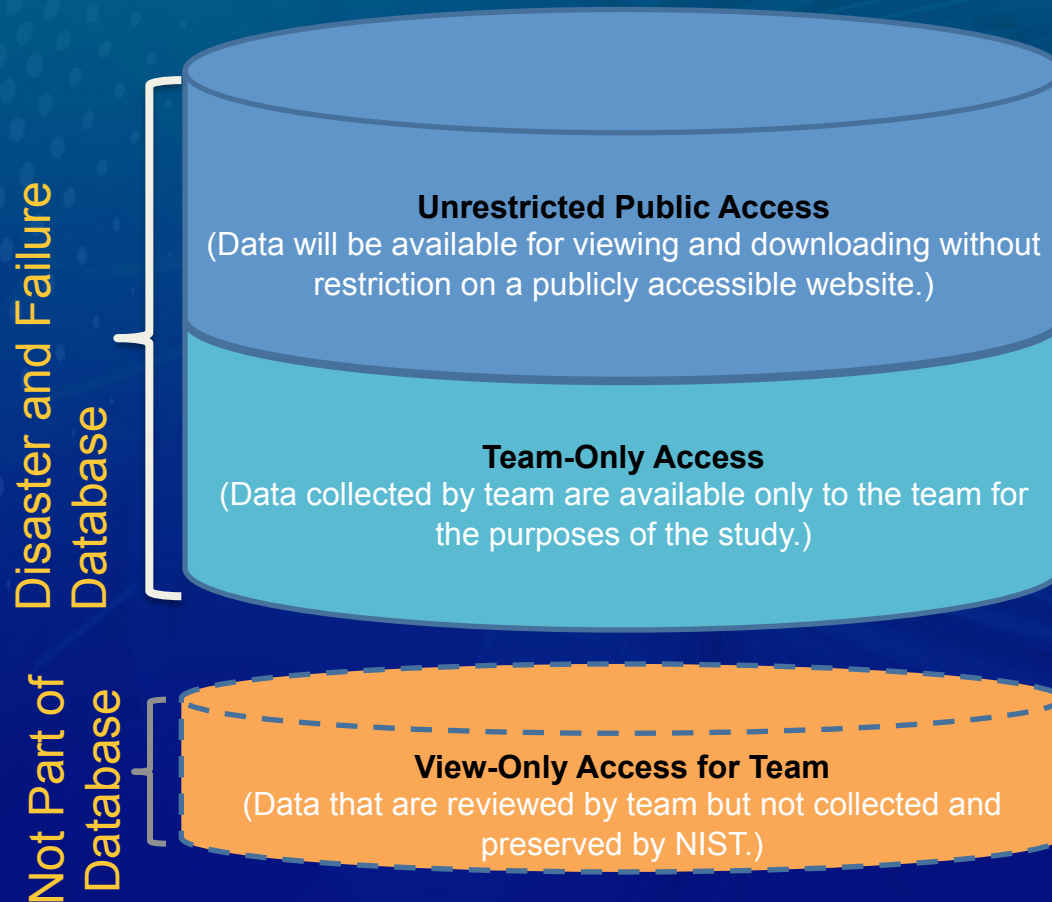 Disaster and Failure
Database
Unrestricted Public Access
(Data will be available for viewing and downloading without
restriction on a publicly accessible website.)
Team-Only Access
(Data collected by team are available only to the team for
the purposes of the study.)
Not Part of
Database
View-Only Access for Team
(Data that are reviewed by team but not collected and
preserved by NIST.)